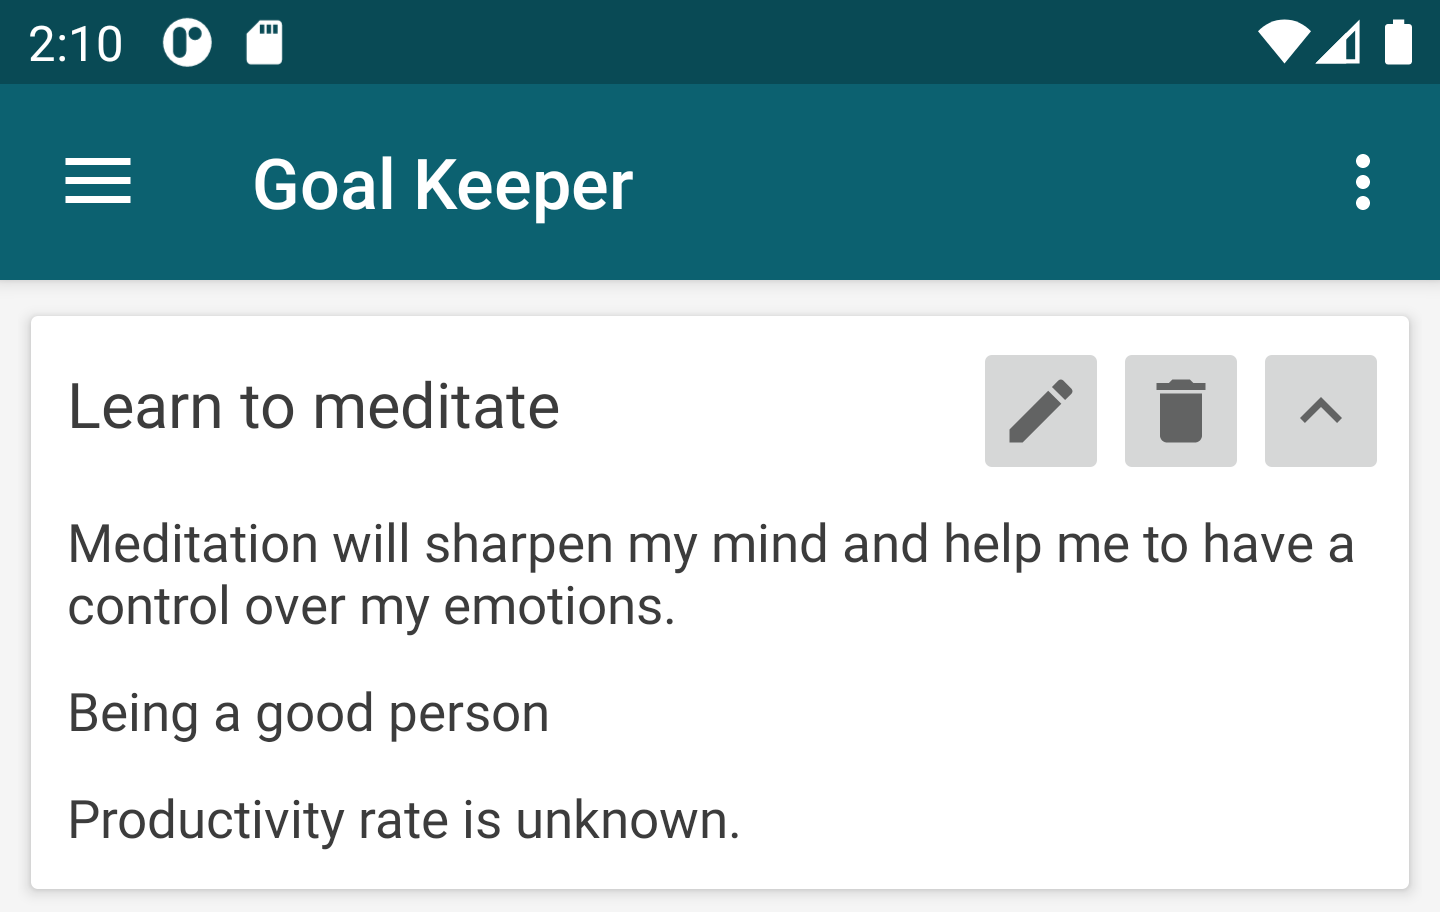 2:10
Goal Keeper
Learn to meditate
Meditation will sharpen my mind and help me to have a
control over my emotions.
Being a good person
Productivity rate is unknown.